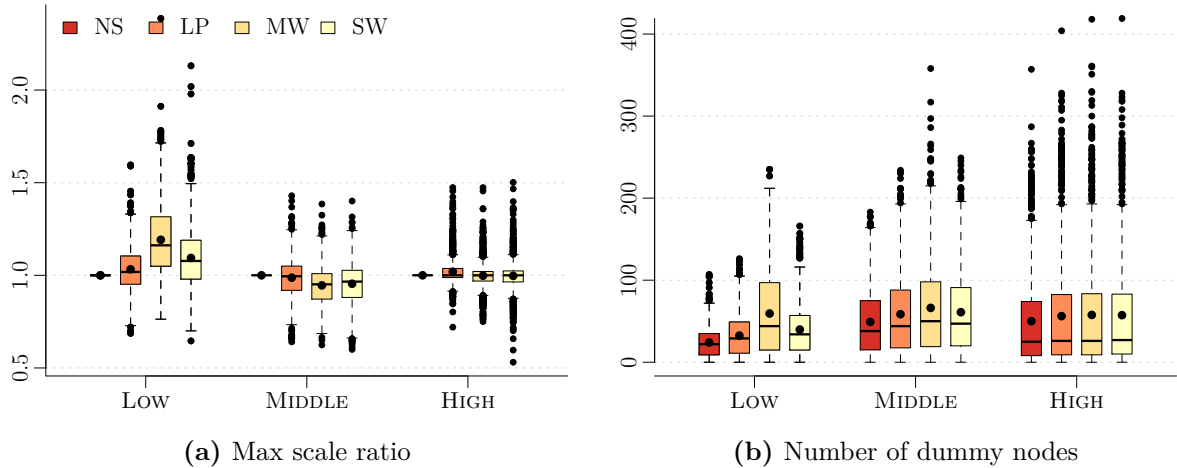 NS LP MW SW
2.0
1.5
1.0
0.5
LOW MIDDLE HIGH
(a) Max scale ratio
400
300
200
100
0
LOW MIDDLE HIGH
(b) Number of dummy nodes